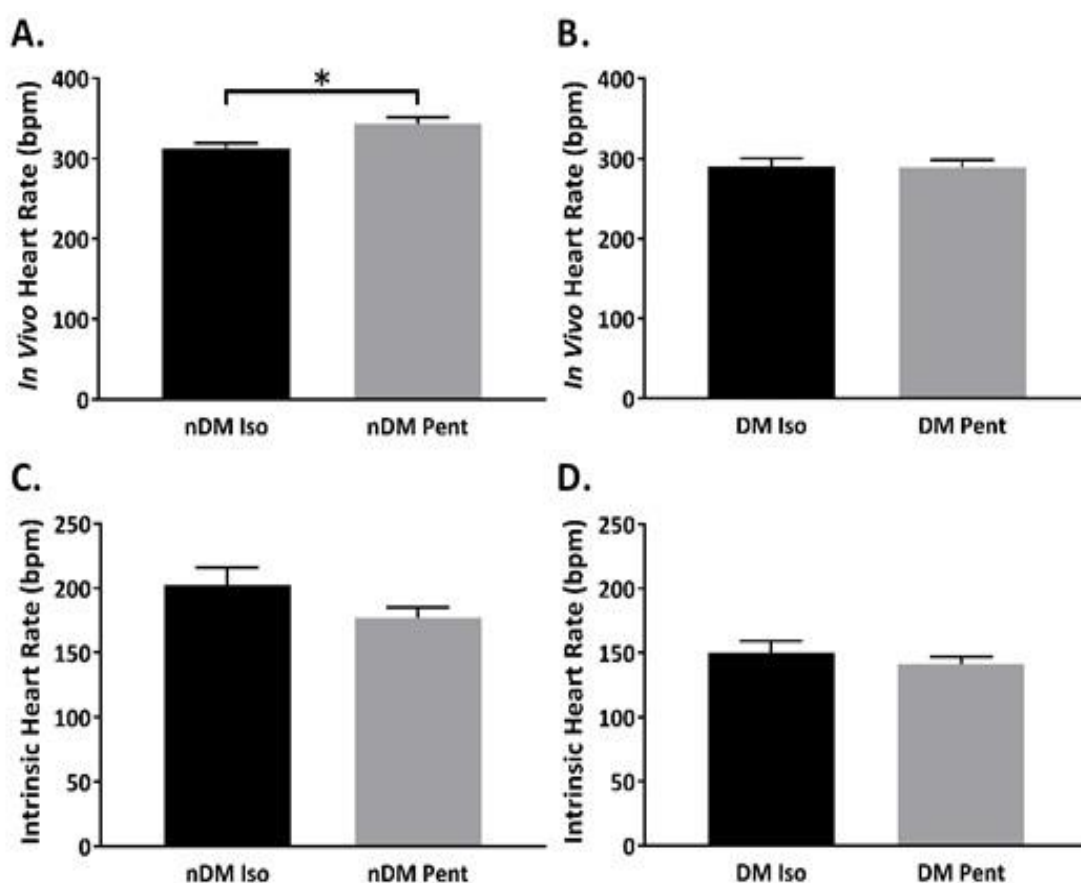 A.
In Vivo Heart Rate (bpm)
400
300
200
100
0
*
nDM Iso
nDM Pent
B.
In Vivo Heart Rate (bpm)
400
300
200
100
0
DM Iso
DM Pent
C.
Intrinsic Heart Rate (bpm)
250
200
150
100
50
0
nDM Iso
nDM Pent
D.
Intrinsic Heart Rate (bpm)
250
200
150
100
50
0
DM Iso
DM Pent